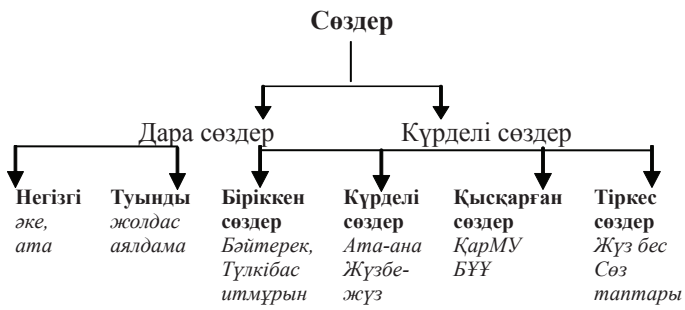 Сөздер
Дара сөздер Күрделі сөздер
Негізгі
әке,
ата
Туынды
жолдас
аялдама
Біріккен
сөздер
Бәйтерек,
Түлкібас
итмұрын
Күрделі
сөздер
Ата-ана
Жүзбе-
жүз
Қысқарған
сөздер
ҚарМУ
БҰҰ
Тіркес
сөздер
Жүз бес
Сөз
таптары